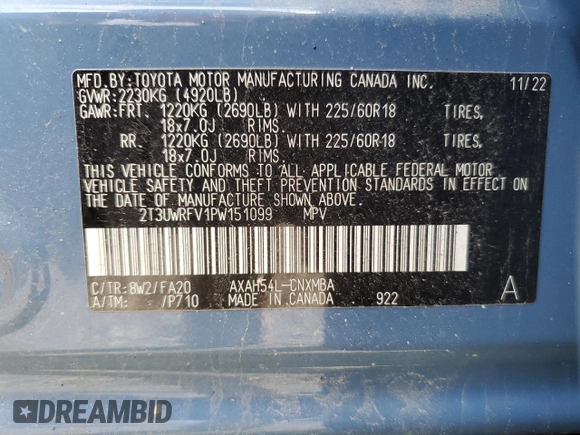 MFD.BY:TOYOTA MOTOR MANUFACTURING CANADA INC. 11/22
GVWR:2230KG (4920LB)
GAWR:FRT. 1220KG (2690LB) WITH 225/60R18 TIRES,
18x7.0J RIMS.
RR. 1220KG (2690LB) WITH 225/60R18 TIRES,
18x7.0J RIMS.
THIS VEHICLE CONFORMS TO ALL APPLICABLE FEDERAL MOTOR
VEHICLE SAFETY AND THEFT PREVENTION STANDARDS IN EFFECT ON
THE DATE OF MANUFACTURE SHOWN ABOVE.
2T3UWRFV1PW151099 MPV
C/TR:8W2/FA20 AXAH54L-CNXMBA
A/TM: /P710 MADE IN CANADA 922 A
DREAMBID